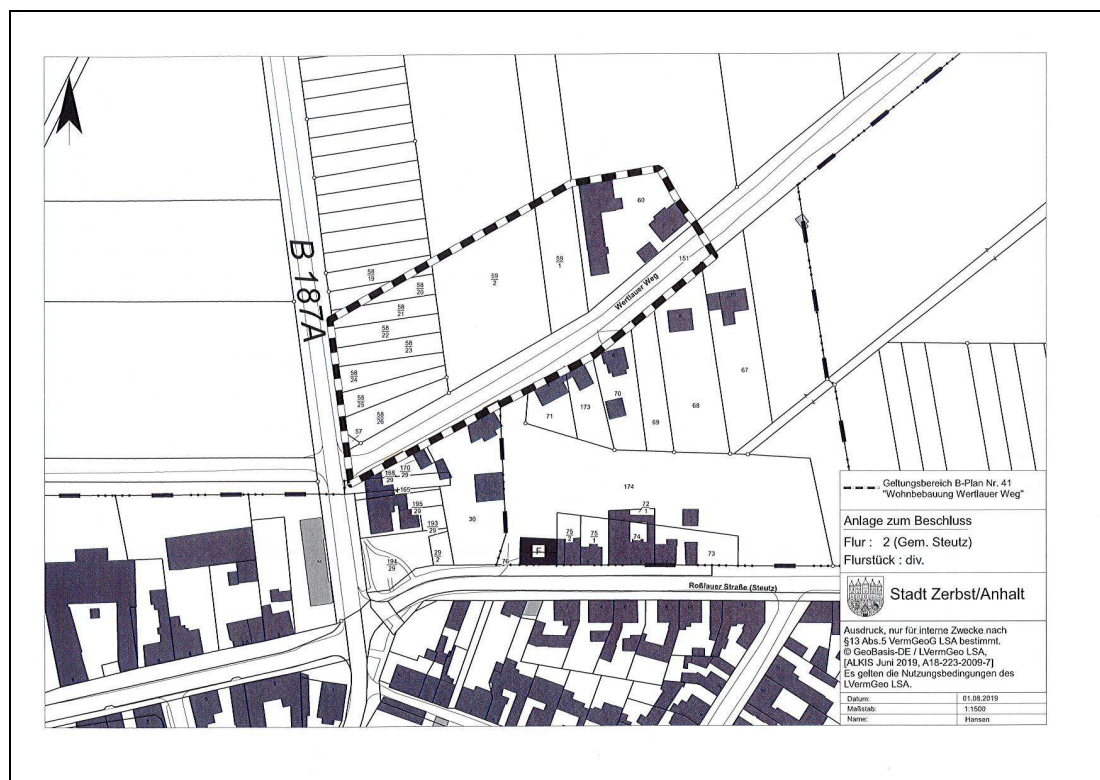 B187A
60
151
Wertlauer Weg
59
1
59
2
58
19
58
20
58
21
58
22
58
23
58
24
58
25
58
26
57
67
68
69
70
173
71
174
170
29
168
29
165
195
29
193
29
30
29
2
194
29
76
F
75
2
75
1
72
1
74
73
Roßlauer Straße (Steutz)
Geltungsbereich B-Plan Nr. 41
"Wohnbebauung Wertlauer Weg"
Anlage zum Beschluss
Flur : 2 (Gem. Steutz)
Flurstück : div.
Stadt Zerbst/Anhalt
Ausdruck, nur für interne Zwecke nach
§13 Abs.5 VermGeoG LSA bestimmt.
© GeoBasis-DE / LVermGeo LSA,
[ALKIS Juni 2019, A18-223-2009-7]
Es gelten die Nutzungsbedingungen des
LVermGeo LSA.
Datum: 01.08.2019
Maßstab: 1:1500
Name: Hansen